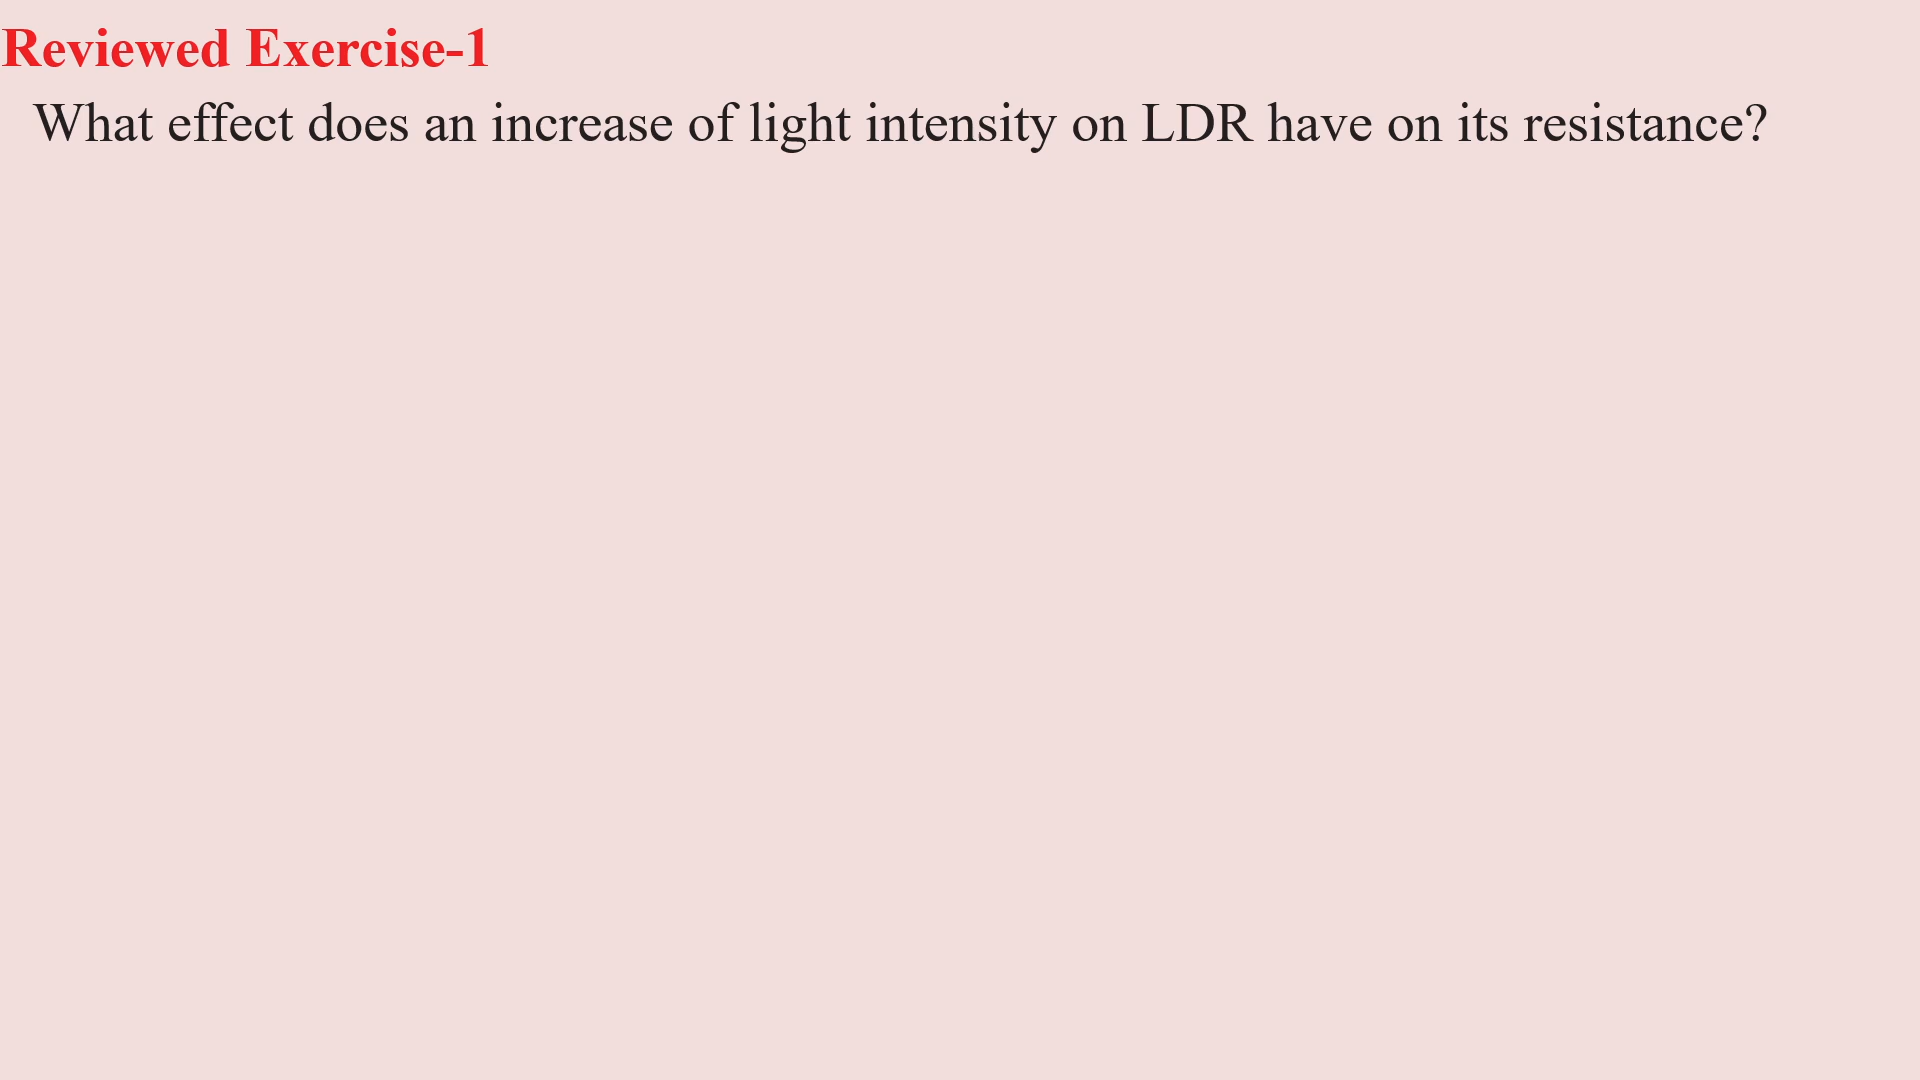 Reviewed Exercise-1
What effect does an increase of light intensity on LDR have on its resistance?